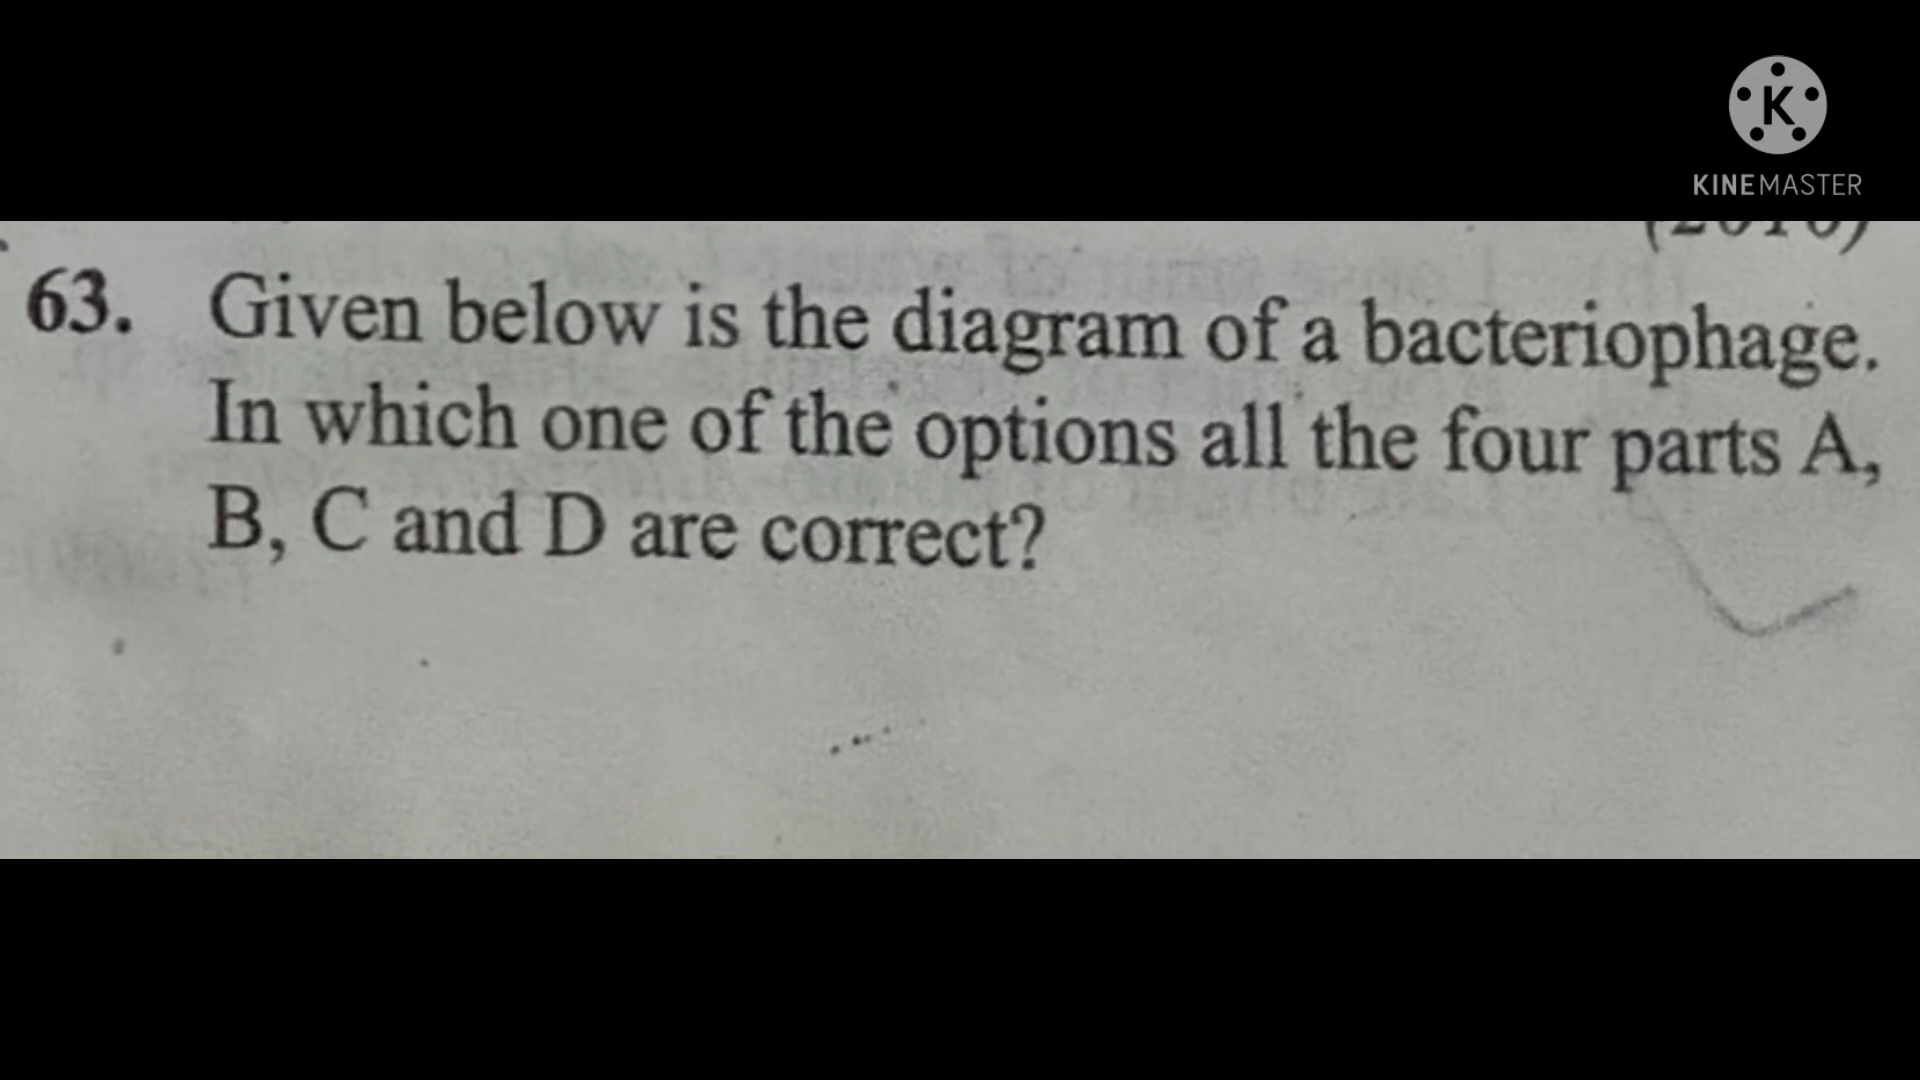 K
KINEMASTER
63. Given below is the diagram of a bacteriophage.
In which one of the options all the four parts A,
B, C and D are correct?